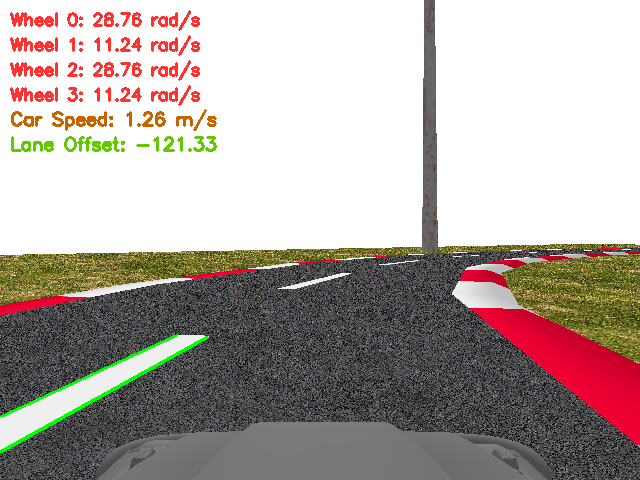 Wheel 0: 28.76 rad/s
Wheel 1: 11.24 rad/s
Wheel 2: 28.76 rad/s
Wheel 3: 11.24 rad/s
Car Speed: 1.26 m/s
Lane Offset: -121.33